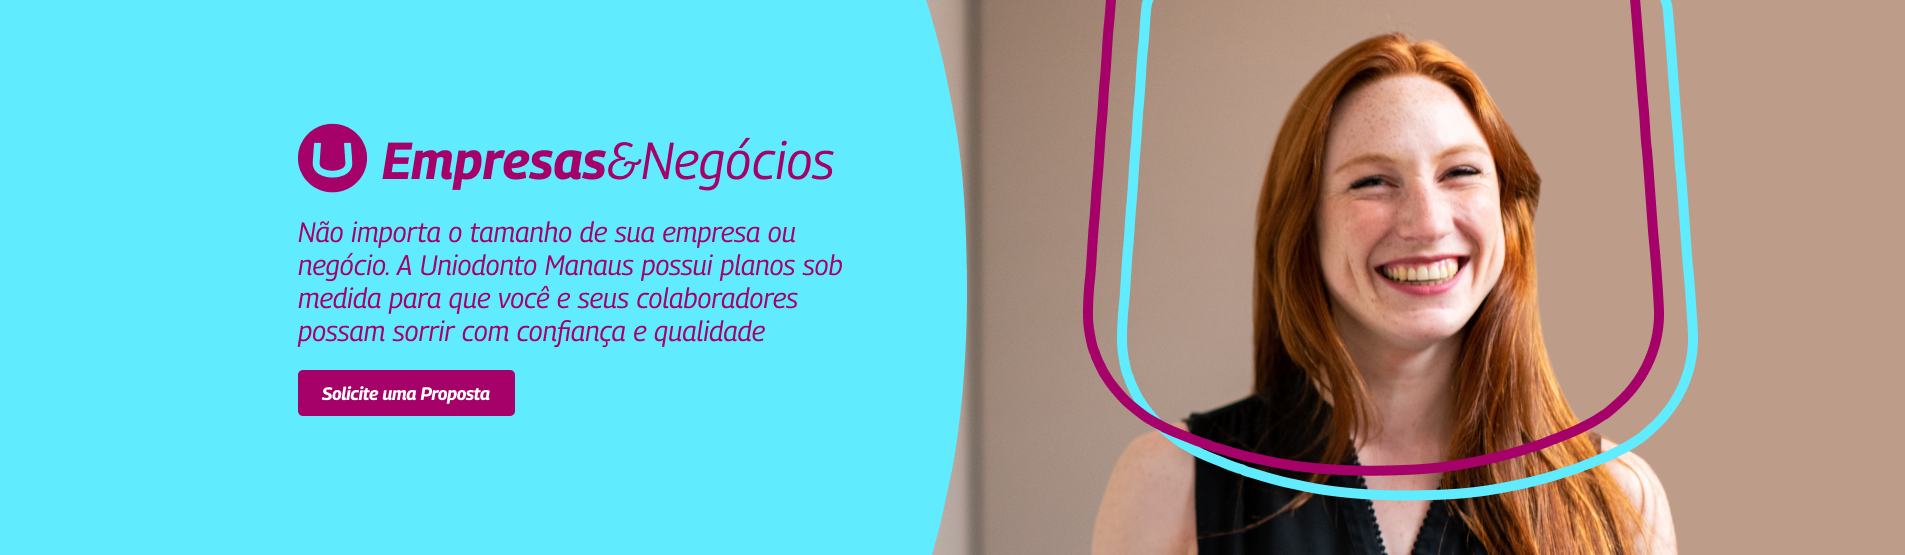 Empresas&Negócios
Não importa o tamanho de sua empresa ou
negócio. A Uniodonto Manaus possui planos sob
medida para que você e seus colaboradores
possam sorrir com confiança e qualidade
Solicite uma Proposta